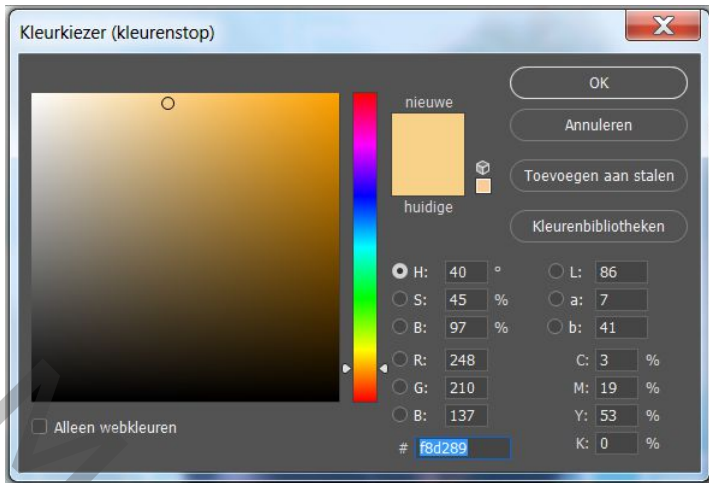 Kleurkiezer (kleurenstop)
nieuwe
huidige
OK
Annuleren
Toevoegen aan stalen
Kleurenbibliotheken
H: 40 ° L: 86
S: 45 % a: 7
B: 97 % b: 41
R: 248 C: 3 %
G: 210 M: 19 %
B: 137 Y: 53 %
# f8d289 K: 0 %
Alleen webkleuren